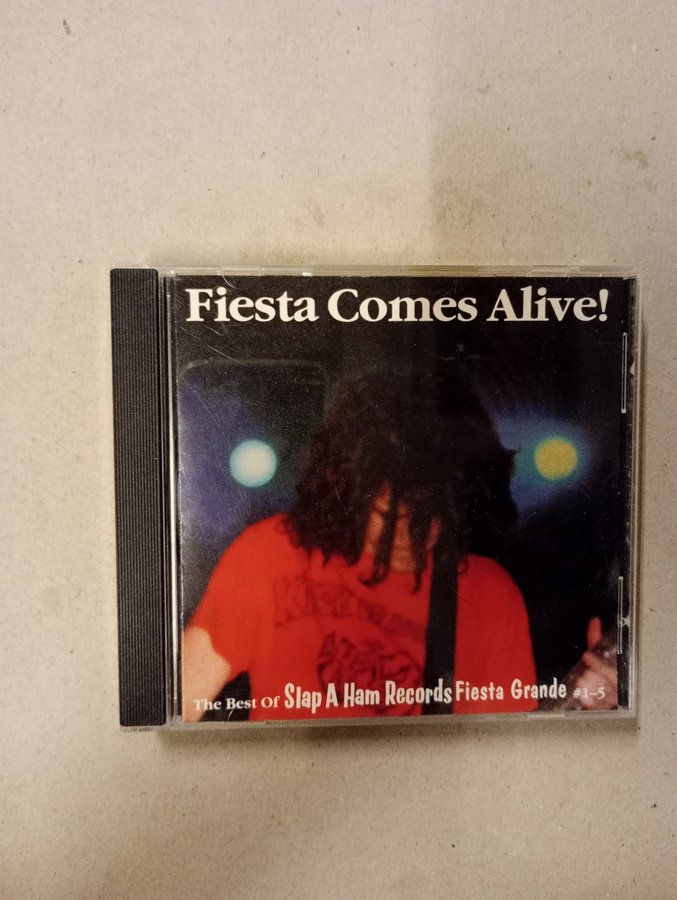 Fiesta Comes Alive!
The Best Of Slap A Ham Records Fiesta Grande #1-5